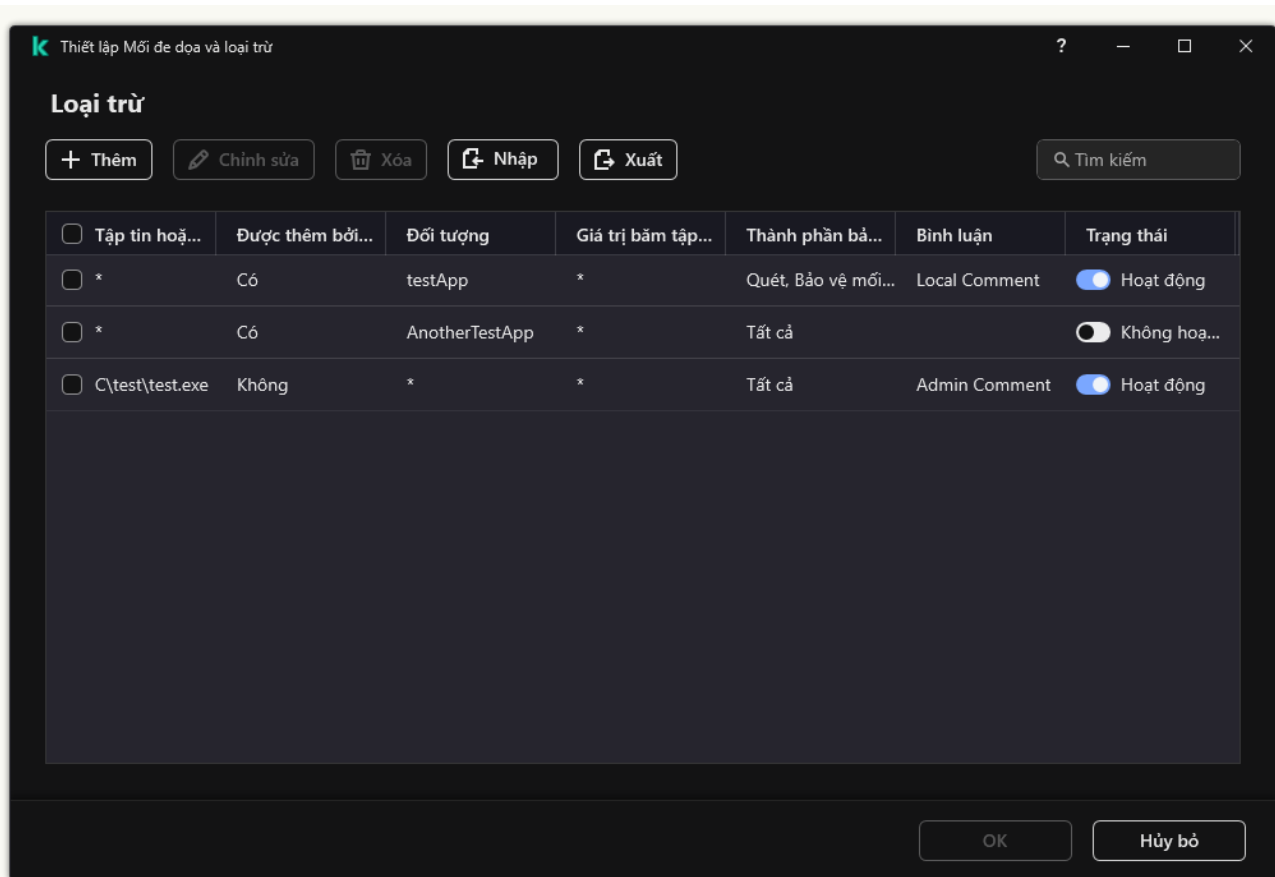 Thiết lập Mối đe dọa và loại trừ
?
Loại trừ
Thêm Chỉnh sửa Xóa Nhập Xuất Tìm kiếm
Tập tin hoặ... Được thêm bởi... Đối tượng Giá trị băm tập... Thành phần bả... Bình luận Trạng thái
* Có testApp * Quét, Bảo vệ mối... Local Comment Hoạt động
* Có AnotherTestApp * Tất cả Không hoạ...
C\test\test.exe Không * * Tất cả Admin Comment Hoạt động
OK Hủy bỏ